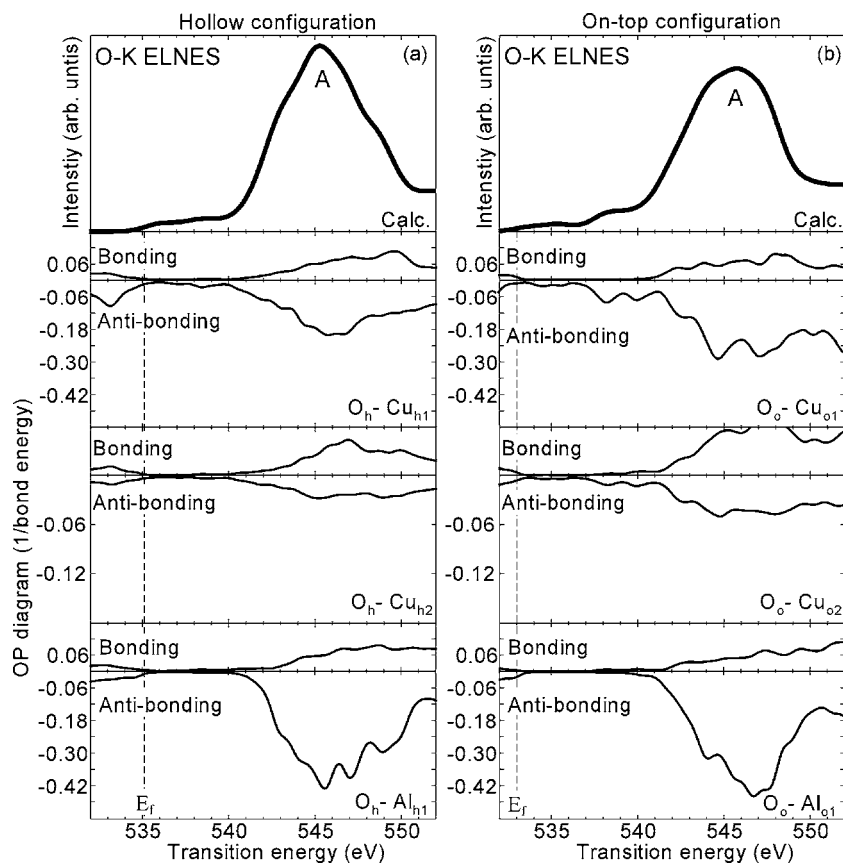 Hollow configuration
On-top configuration
O-K ELNES
(a)
Intenstiy (arb. untis)
A
Calc.
O-K ELNES
(b)
Intenstiy (arb. untis)
A
Calc.
OP diagram (1/bond energy)
Bonding
0.06
-0.06
Anti-bonding
-0.18
-0.30
-0.42
Oh- Cuh1
Bonding
Anti-bonding
-0.06
-0.12
Oh- Cuh2
Bonding
0.06
-0.06
Anti-bonding
-0.18
-0.30
-0.42
Ef
Oh- Alh1
535 540 545 550
Transition energy (eV)
Bonding
0.06
-0.06
Anti-bonding
-0.18
-0.30
-0.42
Oo- Cuo1
Bonding
Anti-bonding
-0.06
-0.12
Oo- Cuo2
Bonding
0.06
-0.06
Anti-bonding
-0.18
-0.30
-0.42
Ef
Oo- Alo1
535 540 545 550
Transition energy (eV)